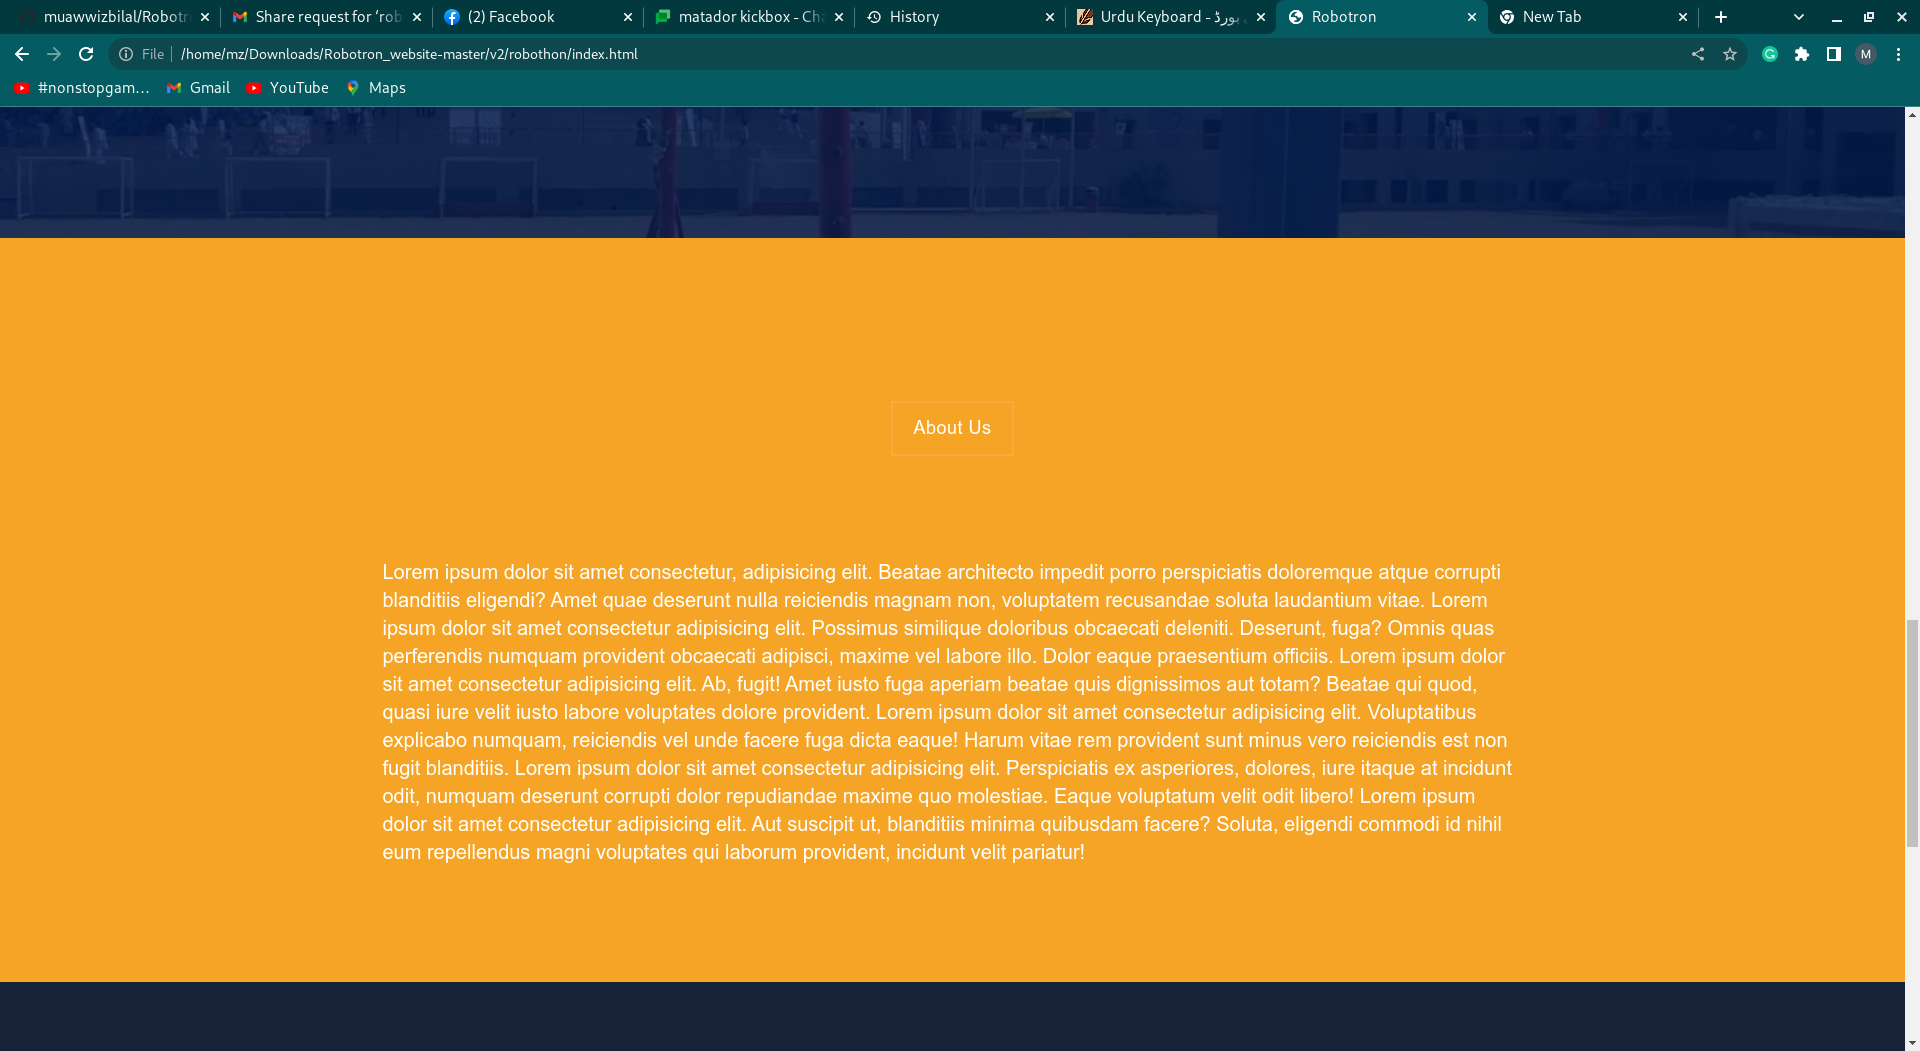 muawwizbilal/Robotr
Share request for ‘rob
(2) Facebook
matador kickbox - Cha
History
Urdu Keyboard - بورڈ
Robotron
New Tab
File
/home/mz/Downloads/Robotron_website-master/v2/robothon/index.html
M
#nonstopgam...
Gmail
YouTube
Maps
About Us
Lorem ipsum dolor sit amet consectetur, adipisicing elit. Beatae architecto impedit porro perspiciatis doloremque atque corrupti
blanditiis eligendi? Amet quae deserunt nulla reiciendis magnam non, voluptatem recusandae soluta laudantium vitae. Lorem
ipsum dolor sit amet consectetur adipisicing elit. Possimus similique doloribus obcaecati deleniti. Deserunt, fuga? Omnis quas
perferendis numquam provident obcaecati adipisci, maxime vel labore illo. Dolor eaque praesentium officiis. Lorem ipsum dolor
sit amet consectetur adipisicing elit. Ab, fugit! Amet iusto fuga aperiam beatae quis dignissimos aut totam? Beatae qui quod,
quasi iure velit iusto labore voluptates dolore provident. Lorem ipsum dolor sit amet consectetur adipisicing elit. Voluptatibus
explicabo numquam, reiciendis vel unde facere fuga dicta eaque! Harum vitae rem provident sunt minus vero reiciendis est non
fugit blanditiis. Lorem ipsum dolor sit amet consectetur adipisicing elit. Perspiciatis ex asperiores, dolores, iure itaque at incidunt
odit, numquam deserunt corrupti dolor repudiandae maxime quo molestiae. Eaque voluptatum velit odit libero! Lorem ipsum
dolor sit amet consectetur adipisicing elit. Aut suscipit ut, blanditiis minima quibusdam facere? Soluta, eligendi commodi id nihil
eum repellendus magni voluptates qui laborum provident, incidunt velit pariatur!